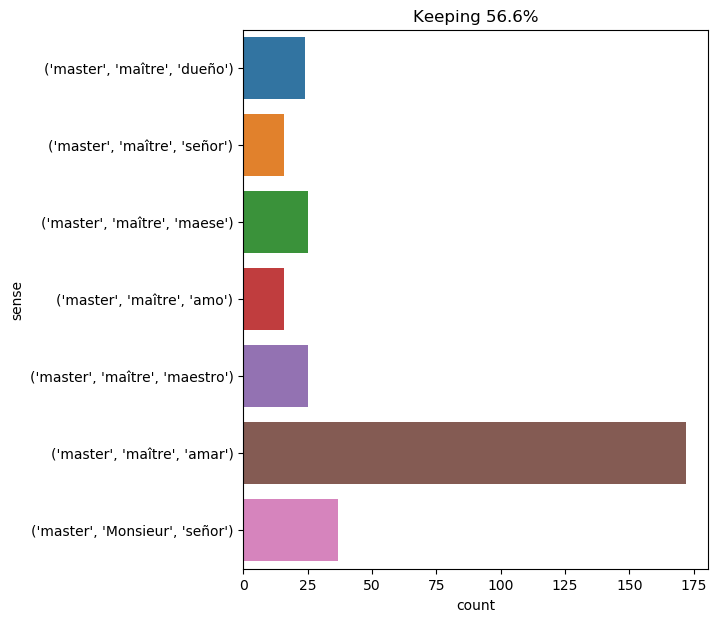 Keeping 56.6%
('master', 'maître', 'dueño')
('master', 'maître', 'señor')
('master', 'maître', 'maese')
('master', 'maître', 'amo')
('master', 'maître', 'maestro')
('master', 'maître', 'amar')
('master', 'Monsieur', 'señor')
sense
0 25 50 75 100 125 150 175
count